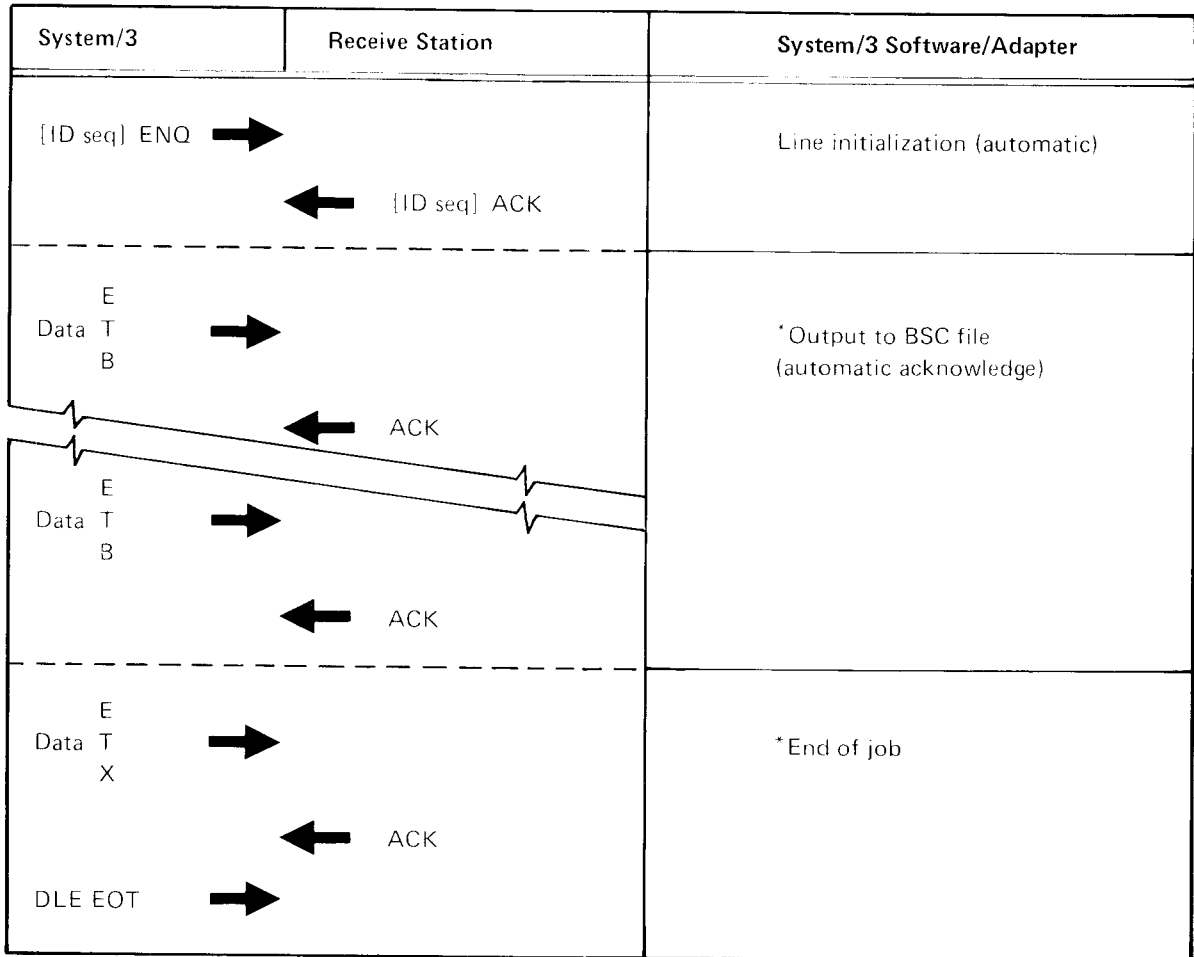 System/3 Receive Station System/3 Software/Adapter
[ID seq] ENQ Line initialization (automatic)
[ID seq] ACK
E
Data T
B
*Output to BSC file
(automatic acknowledge)
ACK
E
Data T
B
ACK
E
Data T
X
*End of job
ACK
DLE EOT